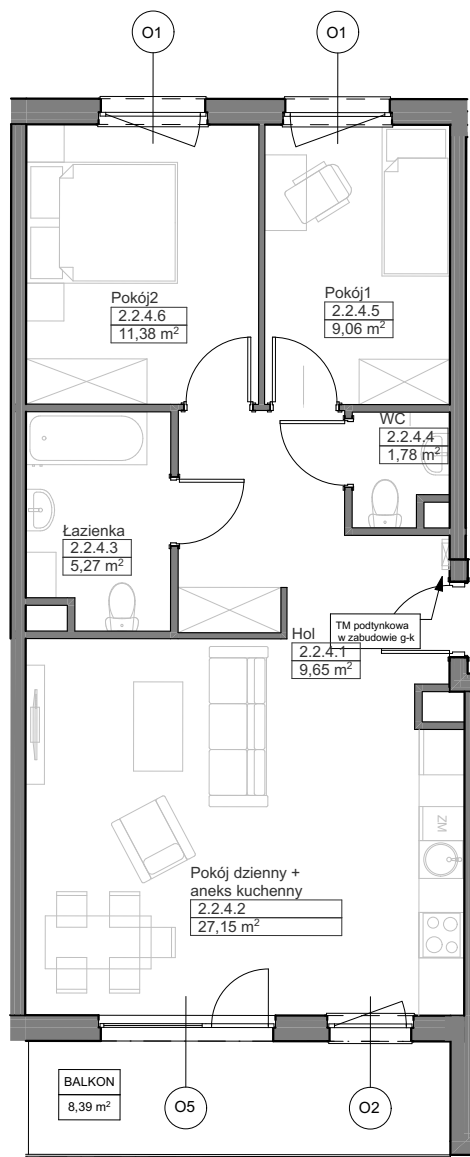 O1
O1
Pokój2
2.2.4.6
11,38 m²
Pokój1
2.2.4.5
9,06 m²
WC
2.2.4.4
1,78 m²
Łazienka
2.2.4.3
5,27 m²
TM podtynkowa
w zabudowie g-k
Hol
2.2.4.1
9,65 m²
ZM
Pokój dzienny +
aneks kuchenny
2.2.4.2
27,15 m²
BALKON
8,39 m²
O5
O2